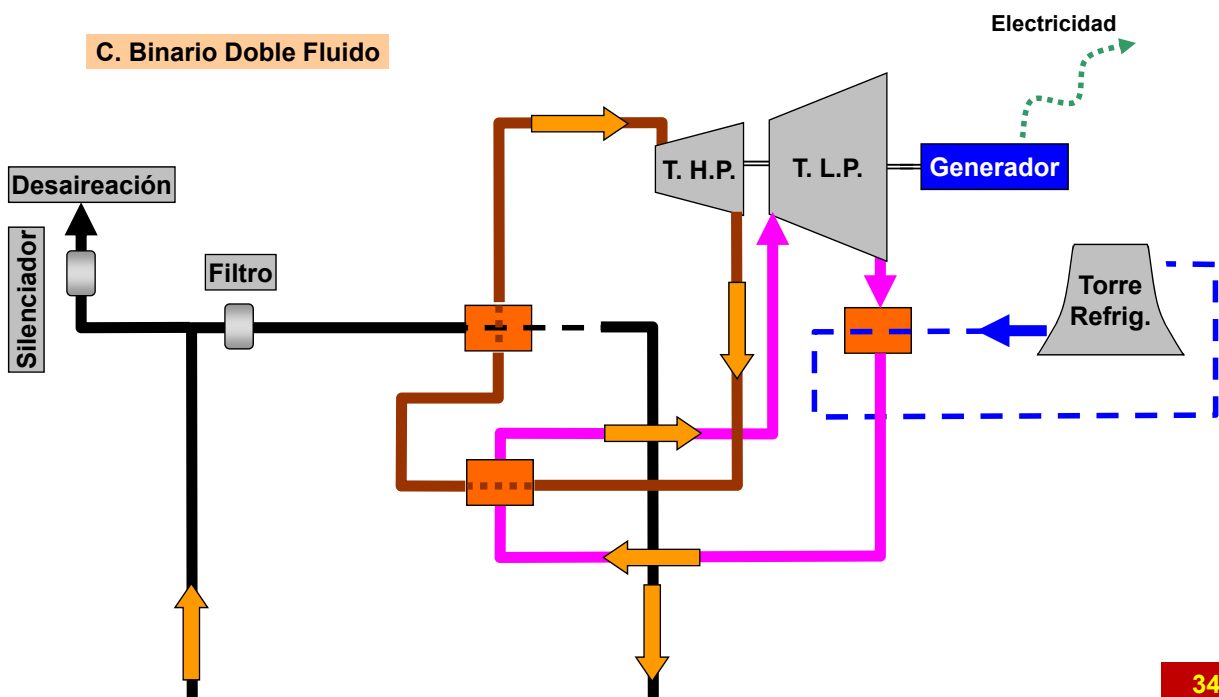 Electricidad
C. Binario Doble Fluido
T. H.P.
T. L.P.
Generador
Desaireación
Silenciador
Filtro
Torre
Refrig.
34